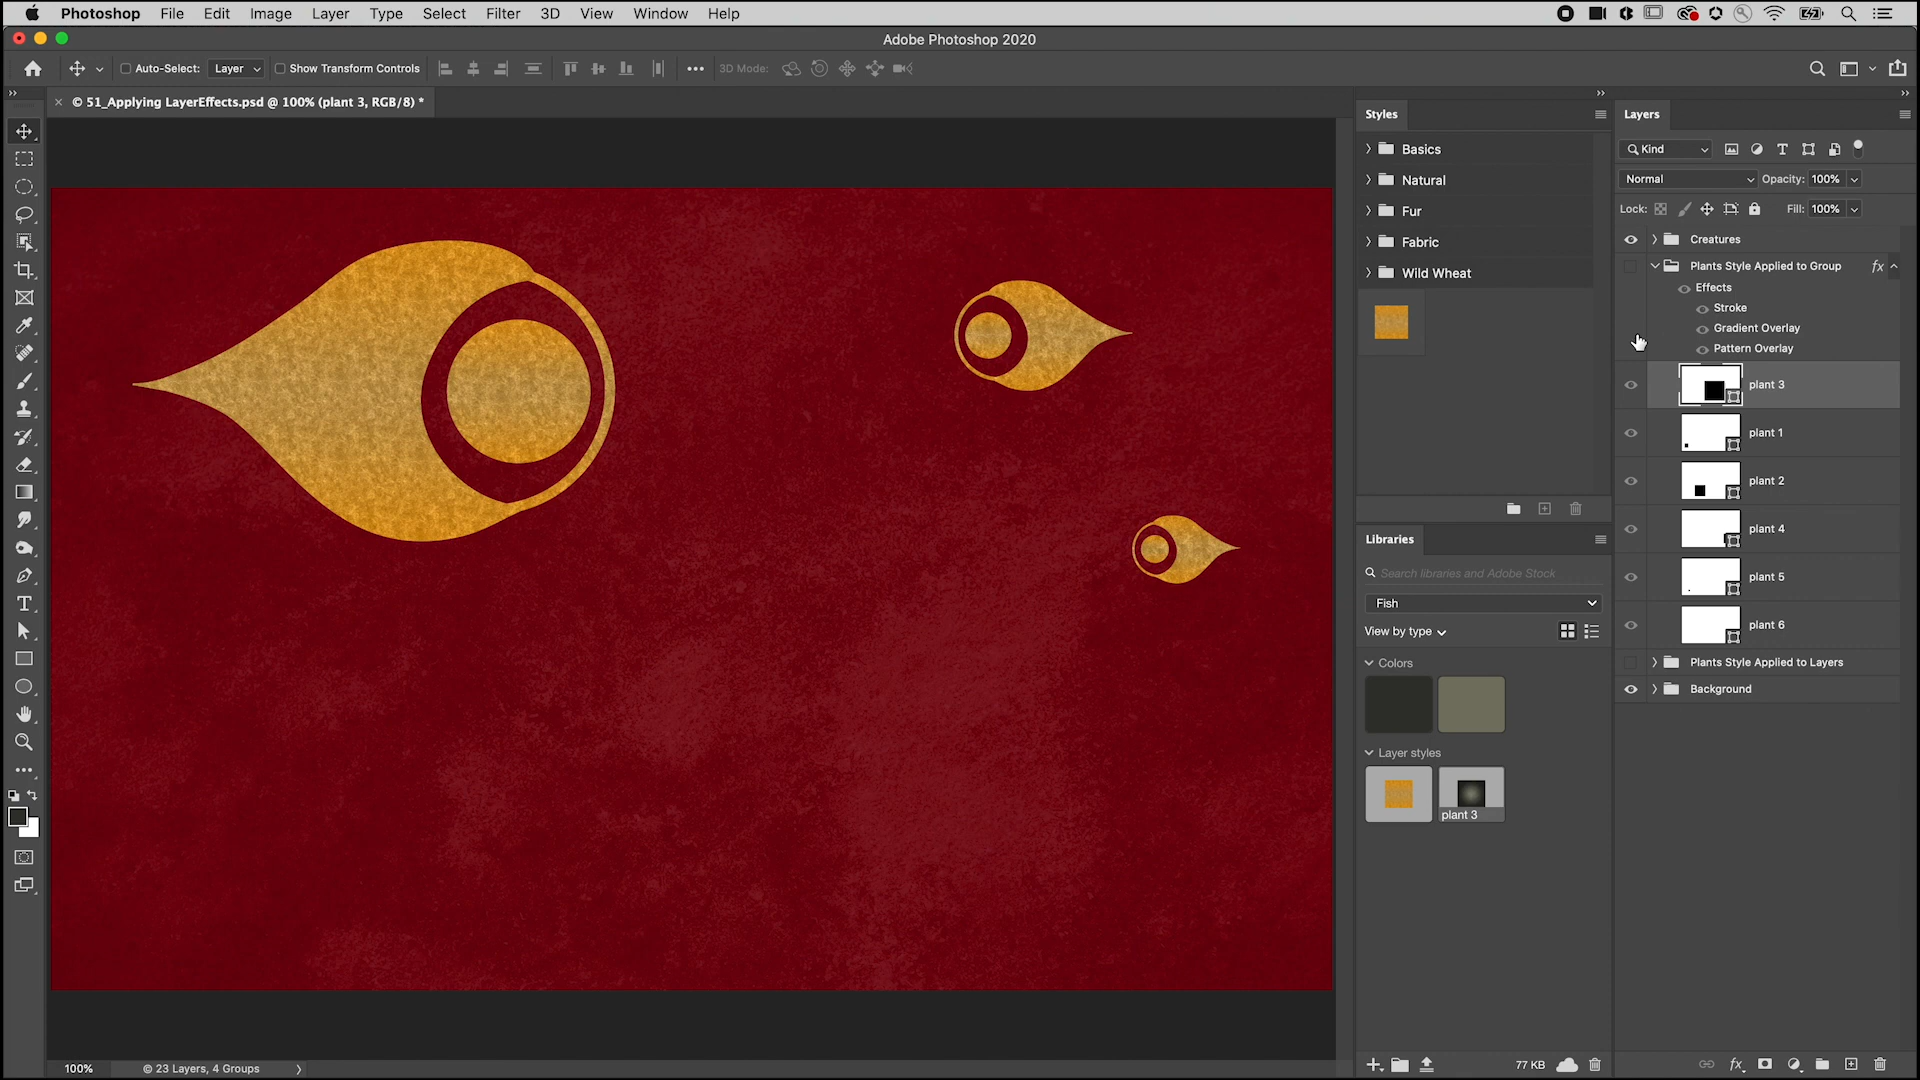 Photoshop File Edit Image Layer Type Select Filter 3D View Window Help
Adobe Photoshop 2020
Auto-Select: Layer Show Transform Controls 3D Mode:
© 51_Applying LayerEffects.psd @ 100% (plant 3, RGB/8) *
Styles
Basics
Natural
Fur
Fabric
Wild Wheat
Libraries
Search libraries and Adobe Stock
Fish
View by type
Colors
Layer styles
plant 3
77 KB
Layers
Kind
Normal Opacity: 100%
Lock: Fill: 100%
Creatures
Plants Style Applied to Group fx
Effects
Stroke
Gradient Overlay
Pattern Overlay
plant 3
plant 1
plant 2
plant 4
plant 5
plant 6
Plants Style Applied to Layers
Background
fx
100% © 23 Layers, 4 Groups